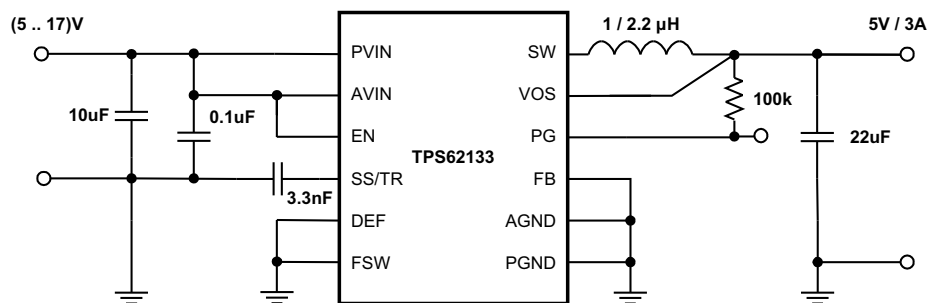 (5 .. 17)V
1 / 2.2 µH
5V / 3A
PVIN
SW
AVIN
VOS
10uF
0.1uF
100k
EN
PG
TPS62133
22uF
3.3nF
SS/TR
FB
DEF
AGND
FSW
PGND